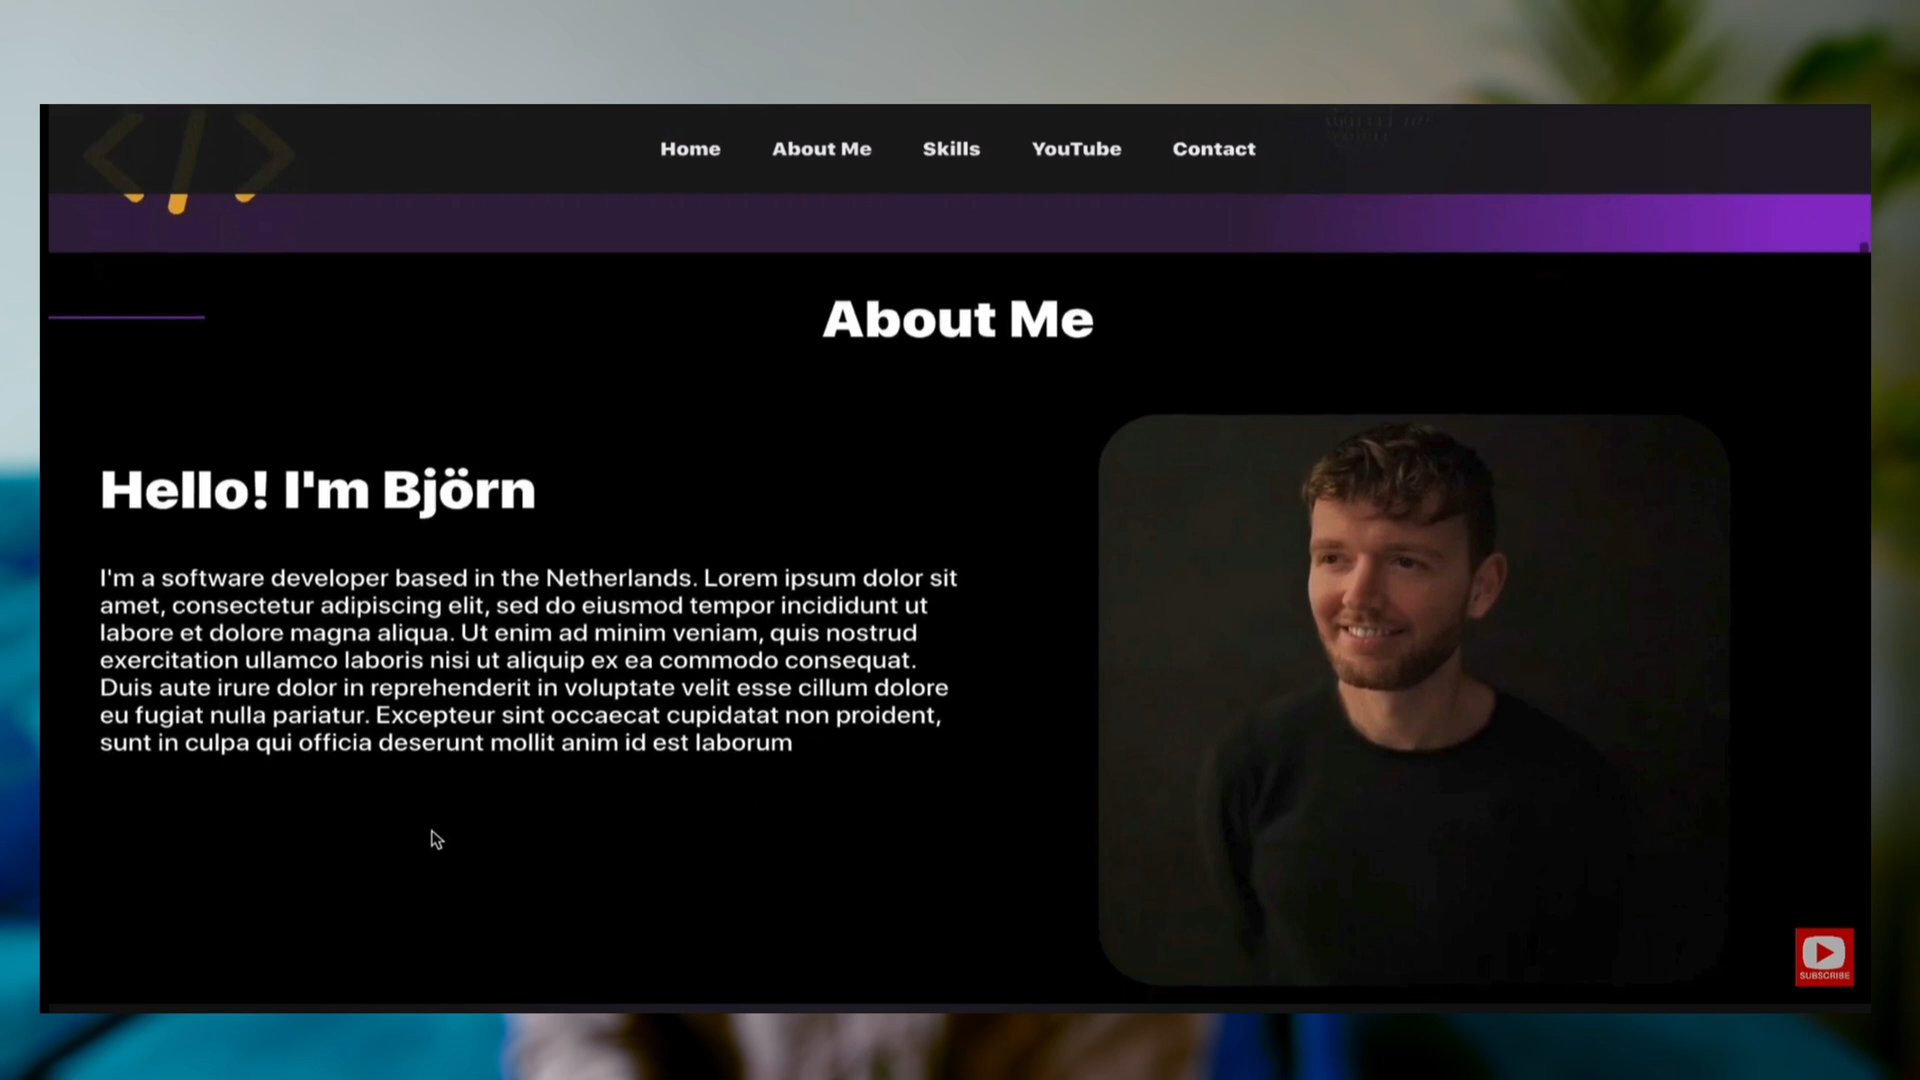 Home About Me Skills YouTube Contact
About Me
Hello! I'm Björn
I'm a software developer based in the Netherlands. Lorem ipsum dolor sit
amet, consectetur adipiscing elit, sed do eiusmod tempor incididunt ut
labore et dolore magna aliqua. Ut enim ad minim veniam, quis nostrud
exercitation ullamco laboris nisi ut aliquip ex ea commodo consequat.
Duis aute irure dolor in reprehenderit in voluptate velit esse cillum dolore
eu fugiat nulla pariatur. Excepteur sint occaecat cupidatat non proident,
sunt in culpa qui officia deserunt mollit anim id est laborum
SUBSCRIBE